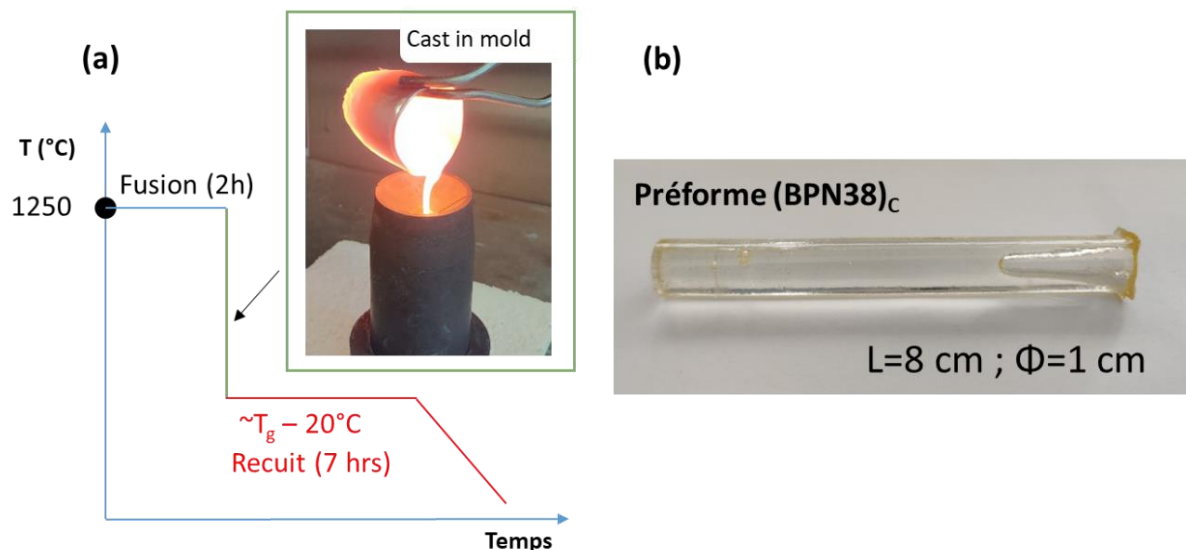 (a)
Cast in mold
T (°C)
Fusion (2h)
1250
~Tg – 20°C
Recuit (7 hrs)
Temps
(b)
Préforme (BPN38)C
L=8 cm ; Φ=1 cm